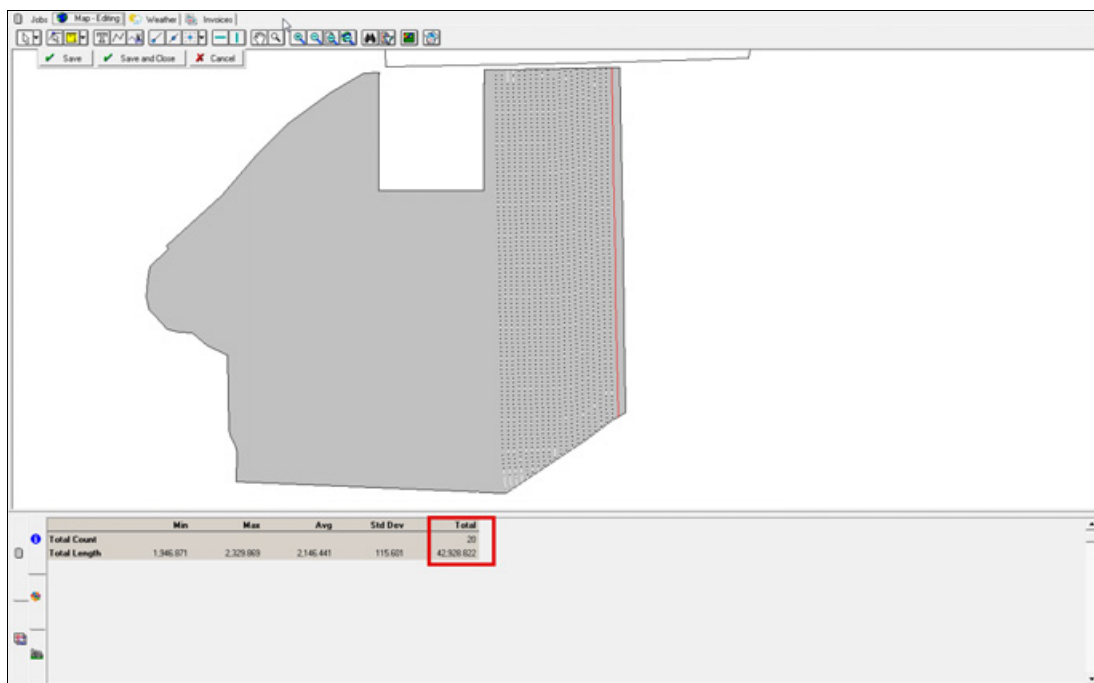 Jobs Map - Editing Weather Invoices
Save Save and Close Cancel
Min Max Avg Std Dev Total
Total Count 20
Total Length 1,946.871 2,329.869 2,146.441 115.601 42,928.822